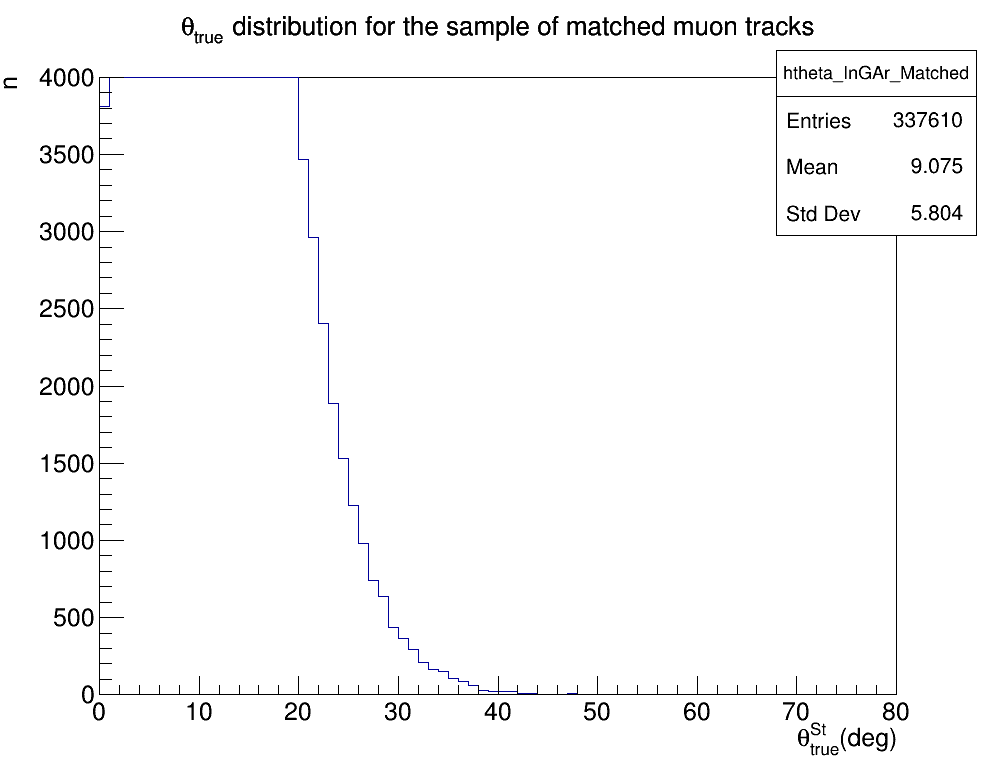 θtrue distribution for the sample of matched muon tracks
htheta_InGAr_Matched
Entries 337610
Mean 9.075
Std Dev 5.804
n
4000
3500
3000
2500
2000
1500
1000
500
0
0 10 20 30 40 50 60 70 80
θ^St_true(deg)